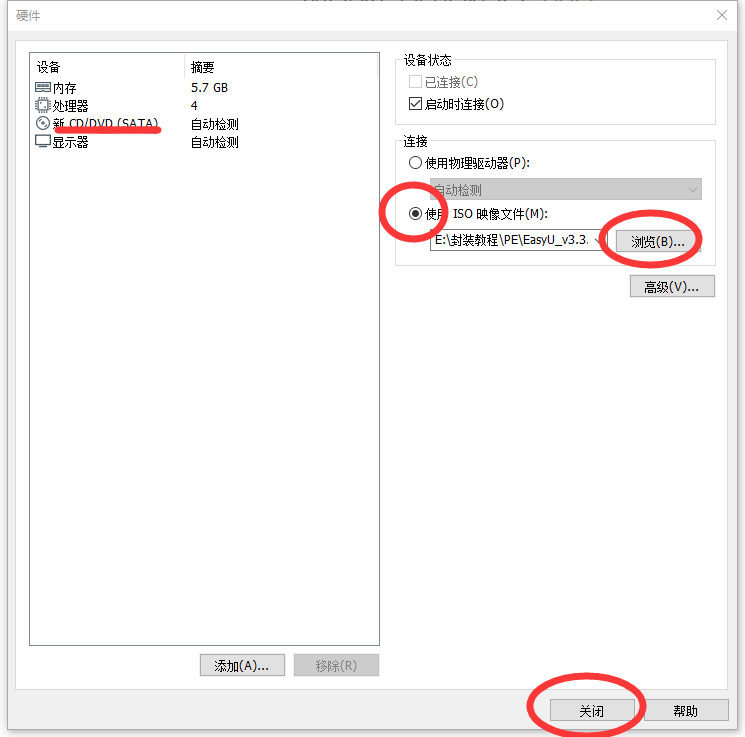 硬件
设备 摘要
内存 5.7 GB
处理器 4
新 CD/DVD (SATA) 自动检测
显示器 自动检测
设备状态
已连接(C)
启动时连接(O)
连接
使用物理驱动器(P):
自动检测
使用 ISO 映像文件(M):
E:\封装教程\PE\EasyU_v3.3.
浏览(B)...
高级(V)...
添加(A)... 移除(R)
关闭 帮助